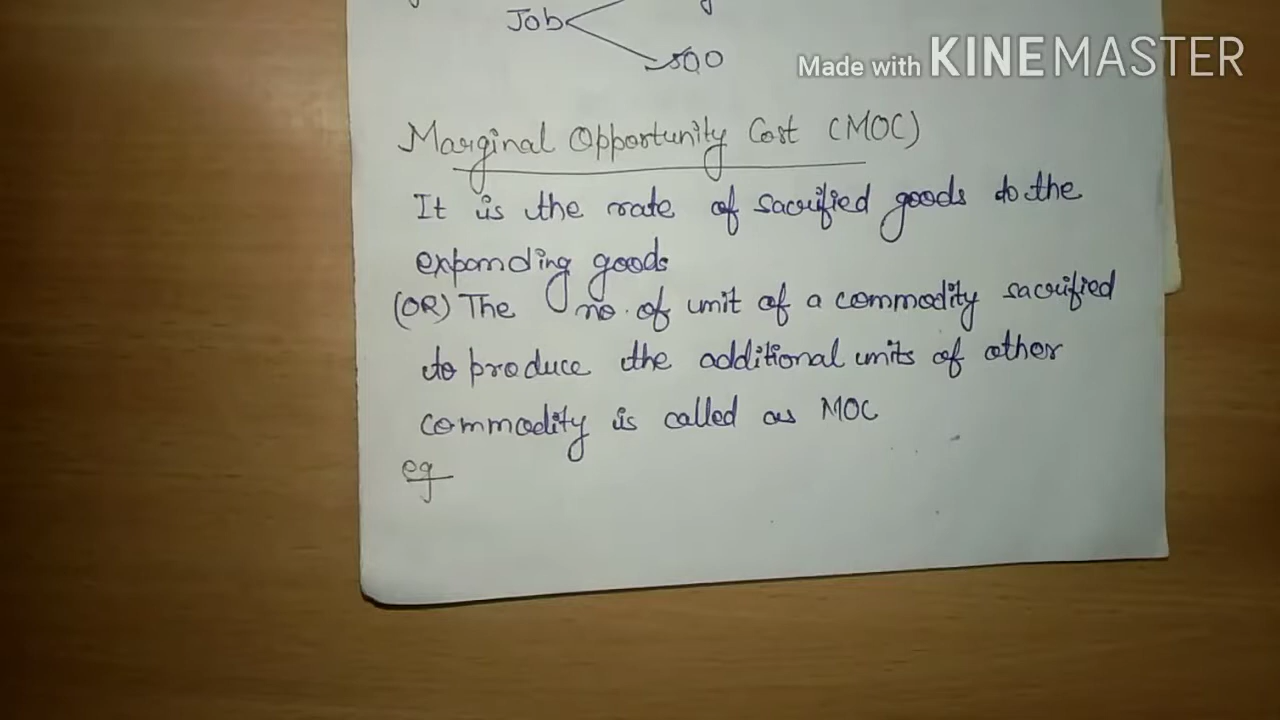 Job
500
Made with KINEMASTER
Marginal Opportunity Cost (MOC)
It is the rate of sacrified goods to the
expanding goods
(OR) The no. of unit of a commodity sacrified
to produce the additional units of other
commodity is called as MOC
eg